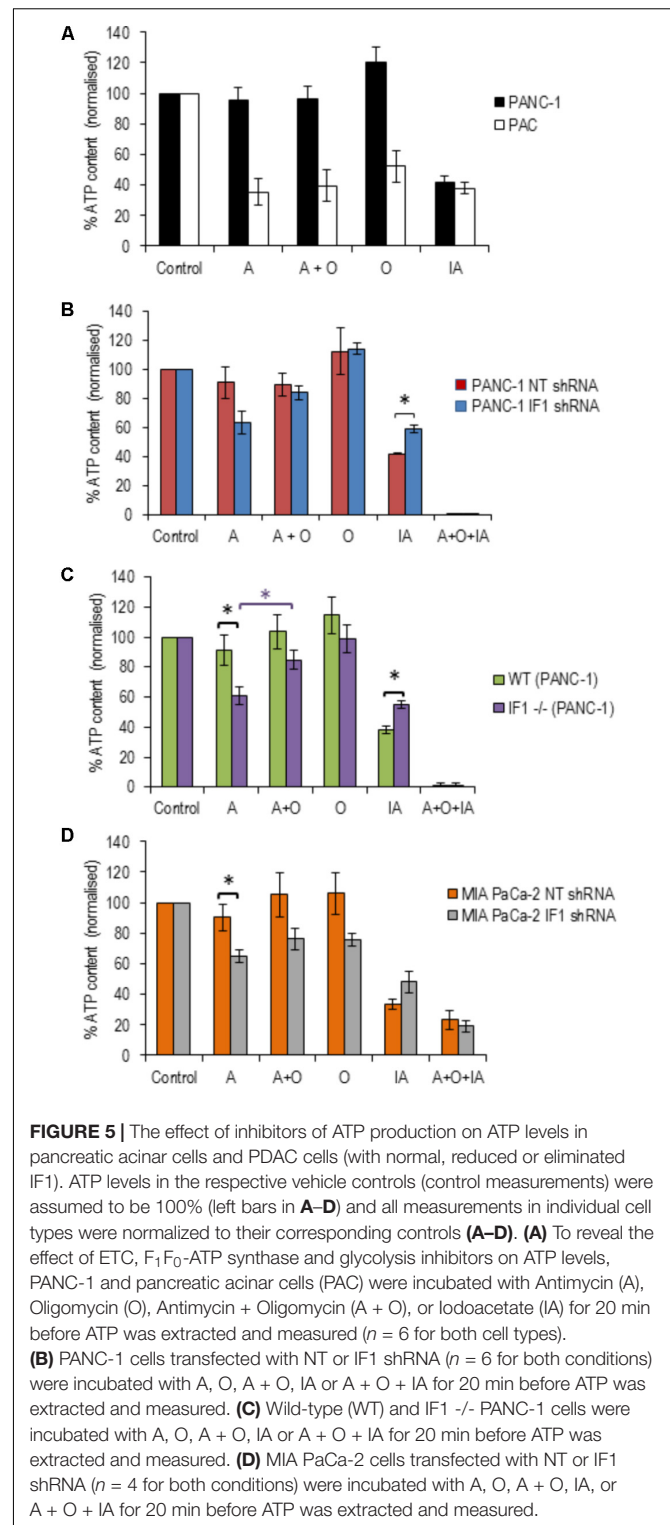 A
% ATP content (normalised)
140
120
100
80
60
40
20
0
Control A A + O O IA
PANC-1
PAC
B
% ATP content (normalised)
140
120
100
80
60
40
20
0
*
Control A A + O O IA A+O+IA
PANC-1 NT shRNA
PANC-1 IF1 shRNA
C
% ATP content (normalised)
140
120
100
80
60
40
20
0
* * *
Control A A+O O IA A+O+IA
WT (PANC-1)
IF1 -/- (PANC-1)
D
% ATP content (normalised)
140
120
100
80
60
40
20
0
*
Control A A+O O IA A+O+IA
MIA PaCa-2 NT shRNA
MIA PaCa-2 IF1 shRNA
FIGURE 5 | The effect of inhibitors of ATP production on ATP levels in
pancreatic acinar cells and PDAC cells (with normal, reduced or eliminated
IF1). ATP levels in the respective vehicle controls (control measurements) were
assumed to be 100% (left bars in A–D) and all measurements in individual cell
types were normalized to their corresponding controls (A–D). (A) To reveal the
effect of ETC, F₁F₀-ATP synthase and glycolysis inhibitors on ATP levels,
PANC-1 and pancreatic acinar cells (PAC) were incubated with Antimycin (A),
Oligomycin (O), Antimycin + Oligomycin (A + O), or Iodoacetate (IA) for 20 min
before ATP was extracted and measured (n = 6 for both cell types).
(B) PANC-1 cells transfected with NT or IF1 shRNA (n = 6 for both conditions)
were incubated with A, O, A + O, IA or A + O + IA for 20 min before ATP was
extracted and measured. (C) Wild-type (WT) and IF1 -/- PANC-1 cells were
incubated with A, O, A + O, IA or A + O + IA for 20 min before ATP was
extracted and measured. (D) MIA PaCa-2 cells transfected with NT or IF1
shRNA (n = 4 for both conditions) were incubated with A, O, A + O, IA, or
A + O + IA for 20 min before ATP was extracted and measured.